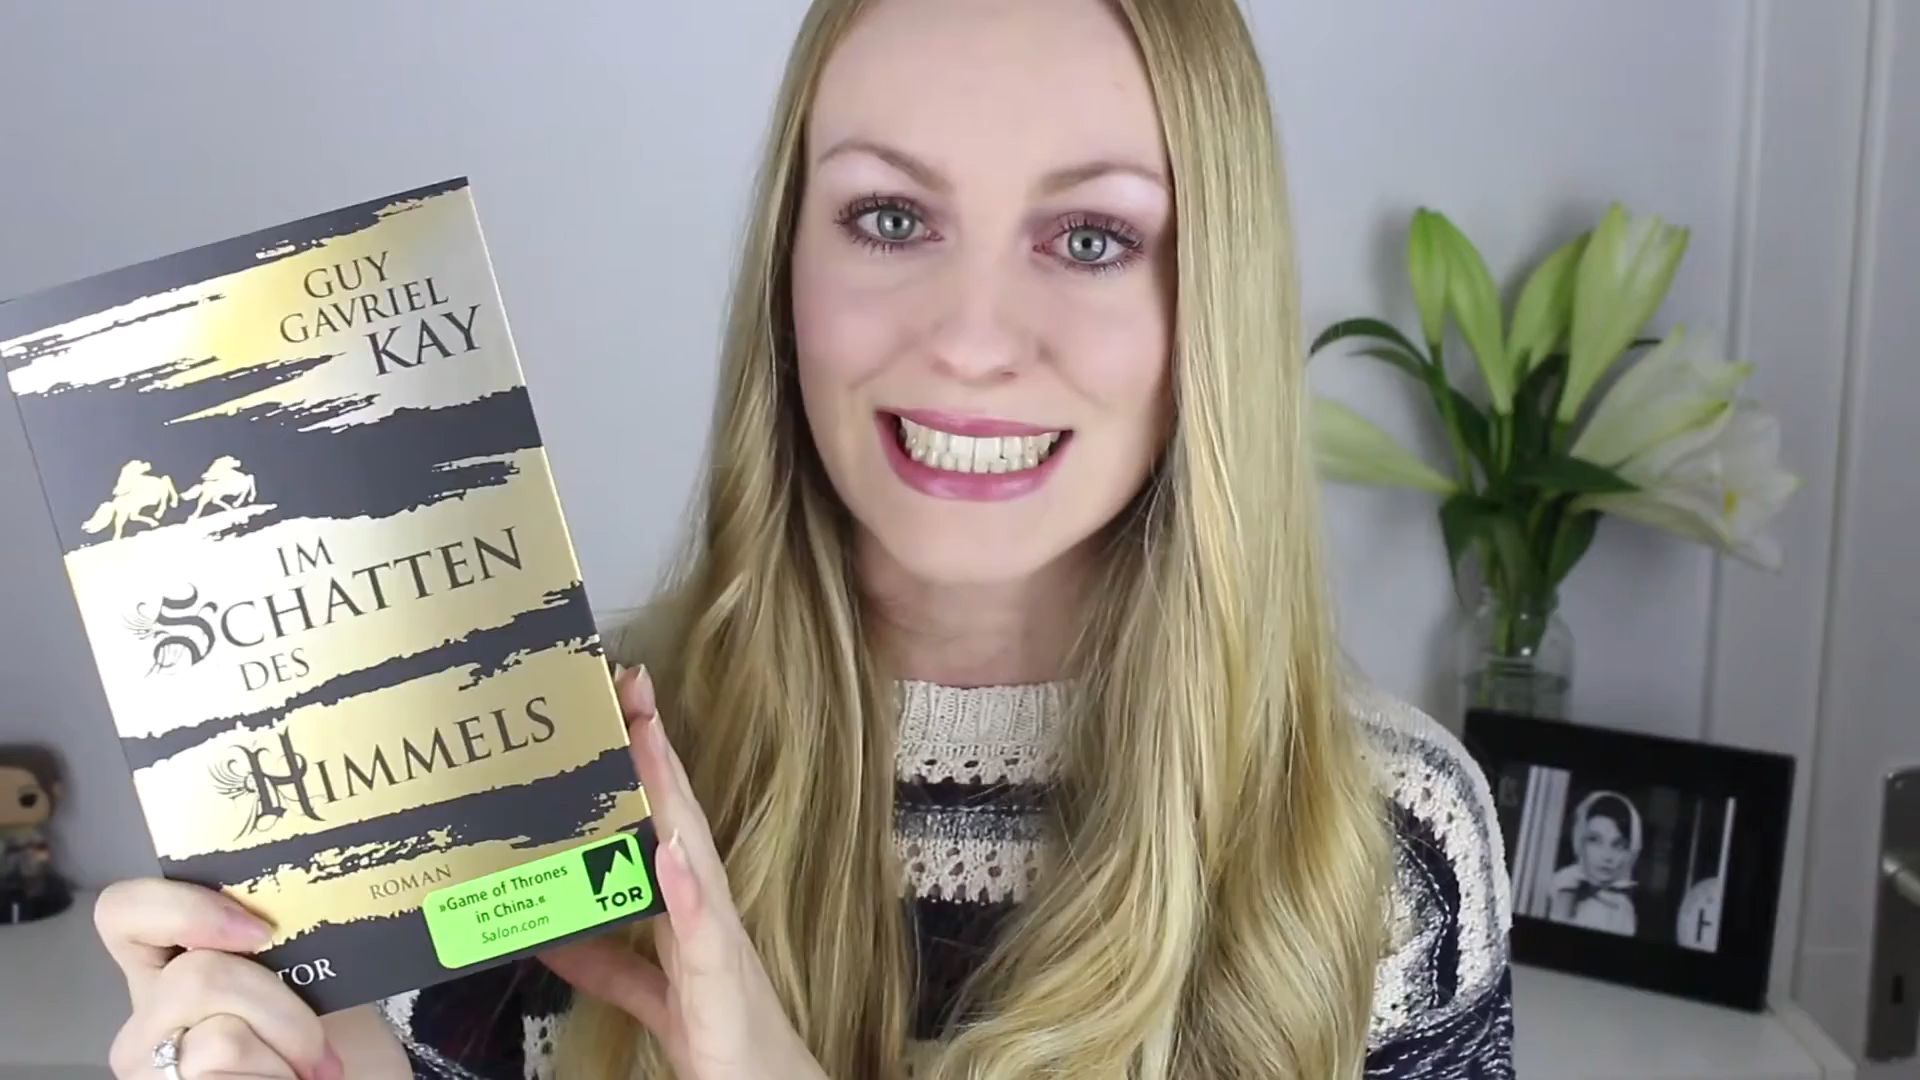 GUY
GAVRIEL
KAY
IM
SCHATTEN
DES
HIMMELS
ROMAN
»Game of Thrones
in China.«
Salon.com
TOR
TOR